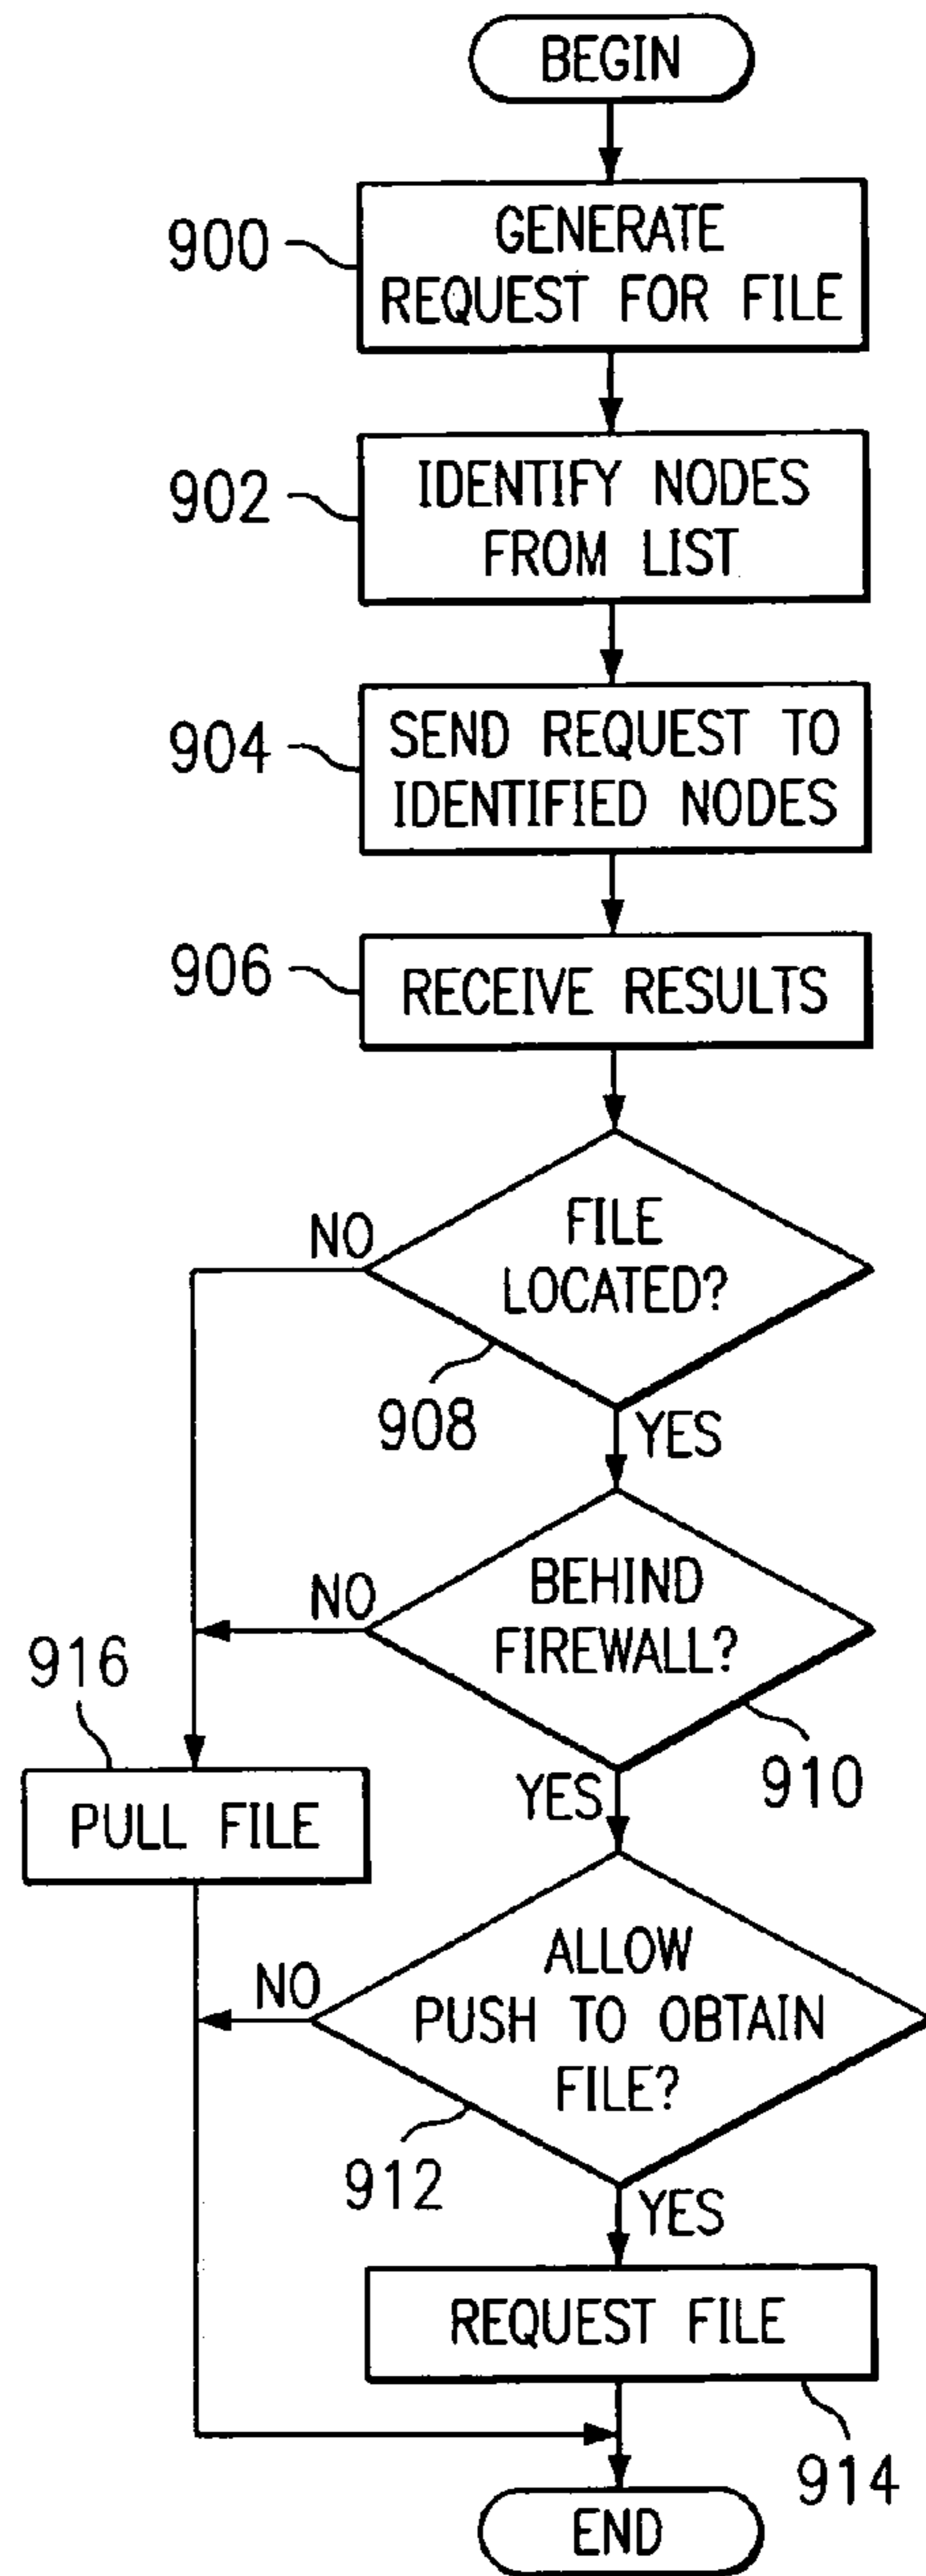 BEGIN
900
GENERATE
REQUEST FOR FILE
902
IDENTIFY NODES
FROM LIST
904
SEND REQUEST TO
IDENTIFIED NODES
906
RECEIVE RESULTS
NO
FILE
LOCATED?
908
YES
NO
BEHIND
FIREWALL?
916
910
YES
PULL FILE
NO
ALLOW
PUSH TO OBTAIN
FILE?
912
YES
REQUEST FILE
914
END